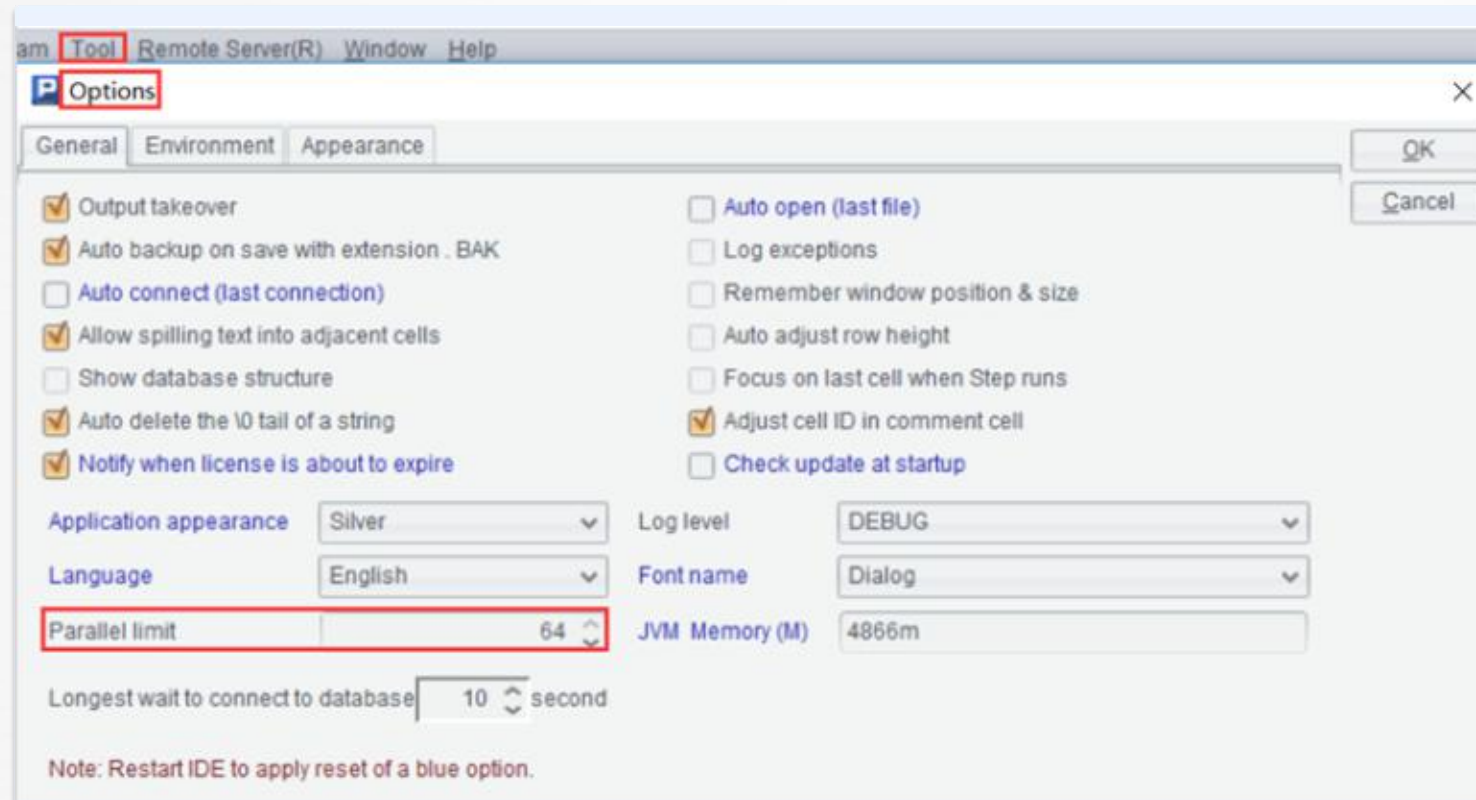 am Tool Remote Server(R) Window Help
P Options
General Environment Appearance
OK
Cancel
Output takeover Auto open (last file)
Auto backup on save with extension . BAK Log exceptions
Auto connect (last connection) Remember window position & size
Allow spilling text into adjacent cells Auto adjust row height
Show database structure Focus on last cell when Step runs
Auto delete the \0 tail of a string Adjust cell ID in comment cell
Notify when license is about to expire Check update at startup
Application appearance Silver Log level DEBUG
Language English Font name Dialog
Parallel limit 64 JVM Memory (M) 4866m
Longest wait to connect to database 10 second
Note: Restart IDE to apply reset of a blue option.